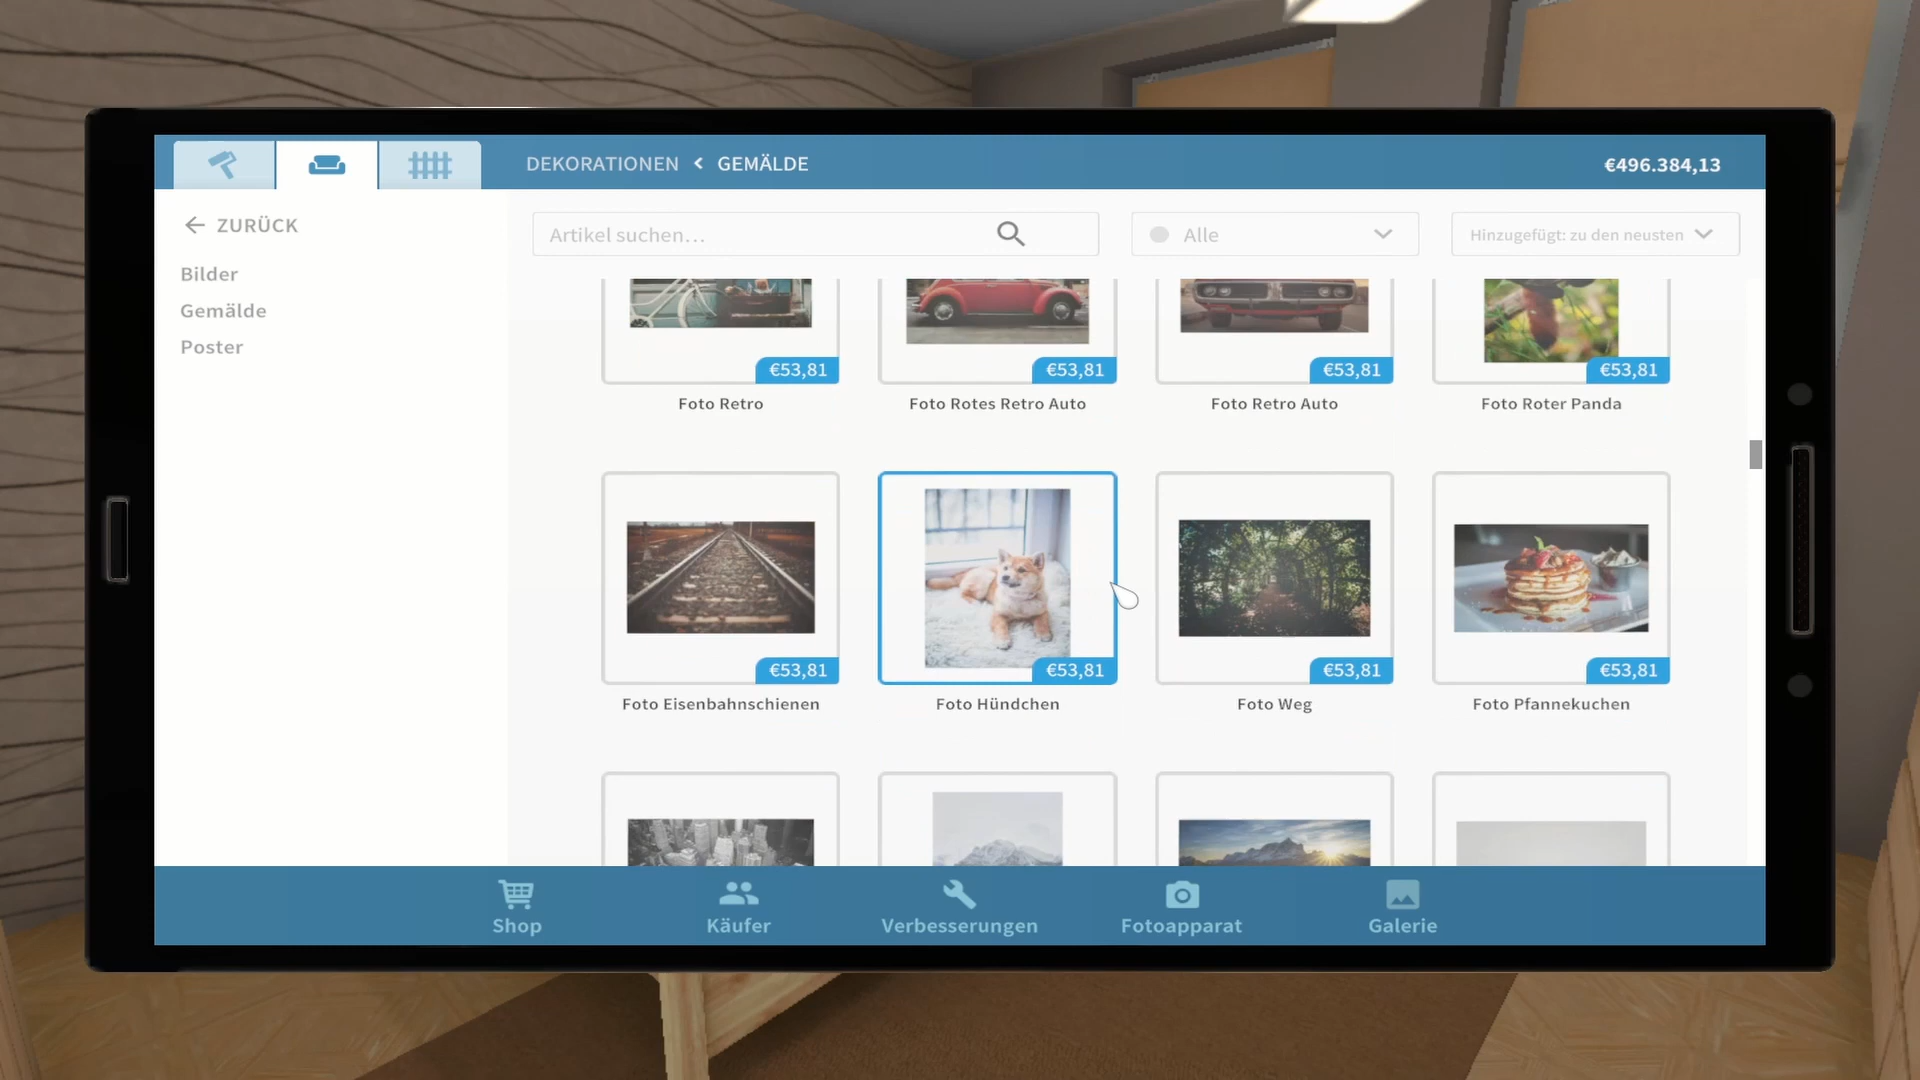 DEKORATIONEN < GEMÄLDE
€496.384,13
← ZURÜCK
Bilder
Gemälde
Poster
Artikel suchen...
Alle
Hinzugefügt: zu den neusten
€53,81
€53,81
€53,81
€53,81
Foto Retro
Foto Rotes Retro Auto
Foto Retro Auto
Foto Roter Panda
€53,81
€53,81
€53,81
€53,81
Foto Eisenbahnschienen
Foto Hündchen
Foto Weg
Foto Pfannekuchen
Shop
Käufer
Verbesserungen
Fotoapparat
Galerie